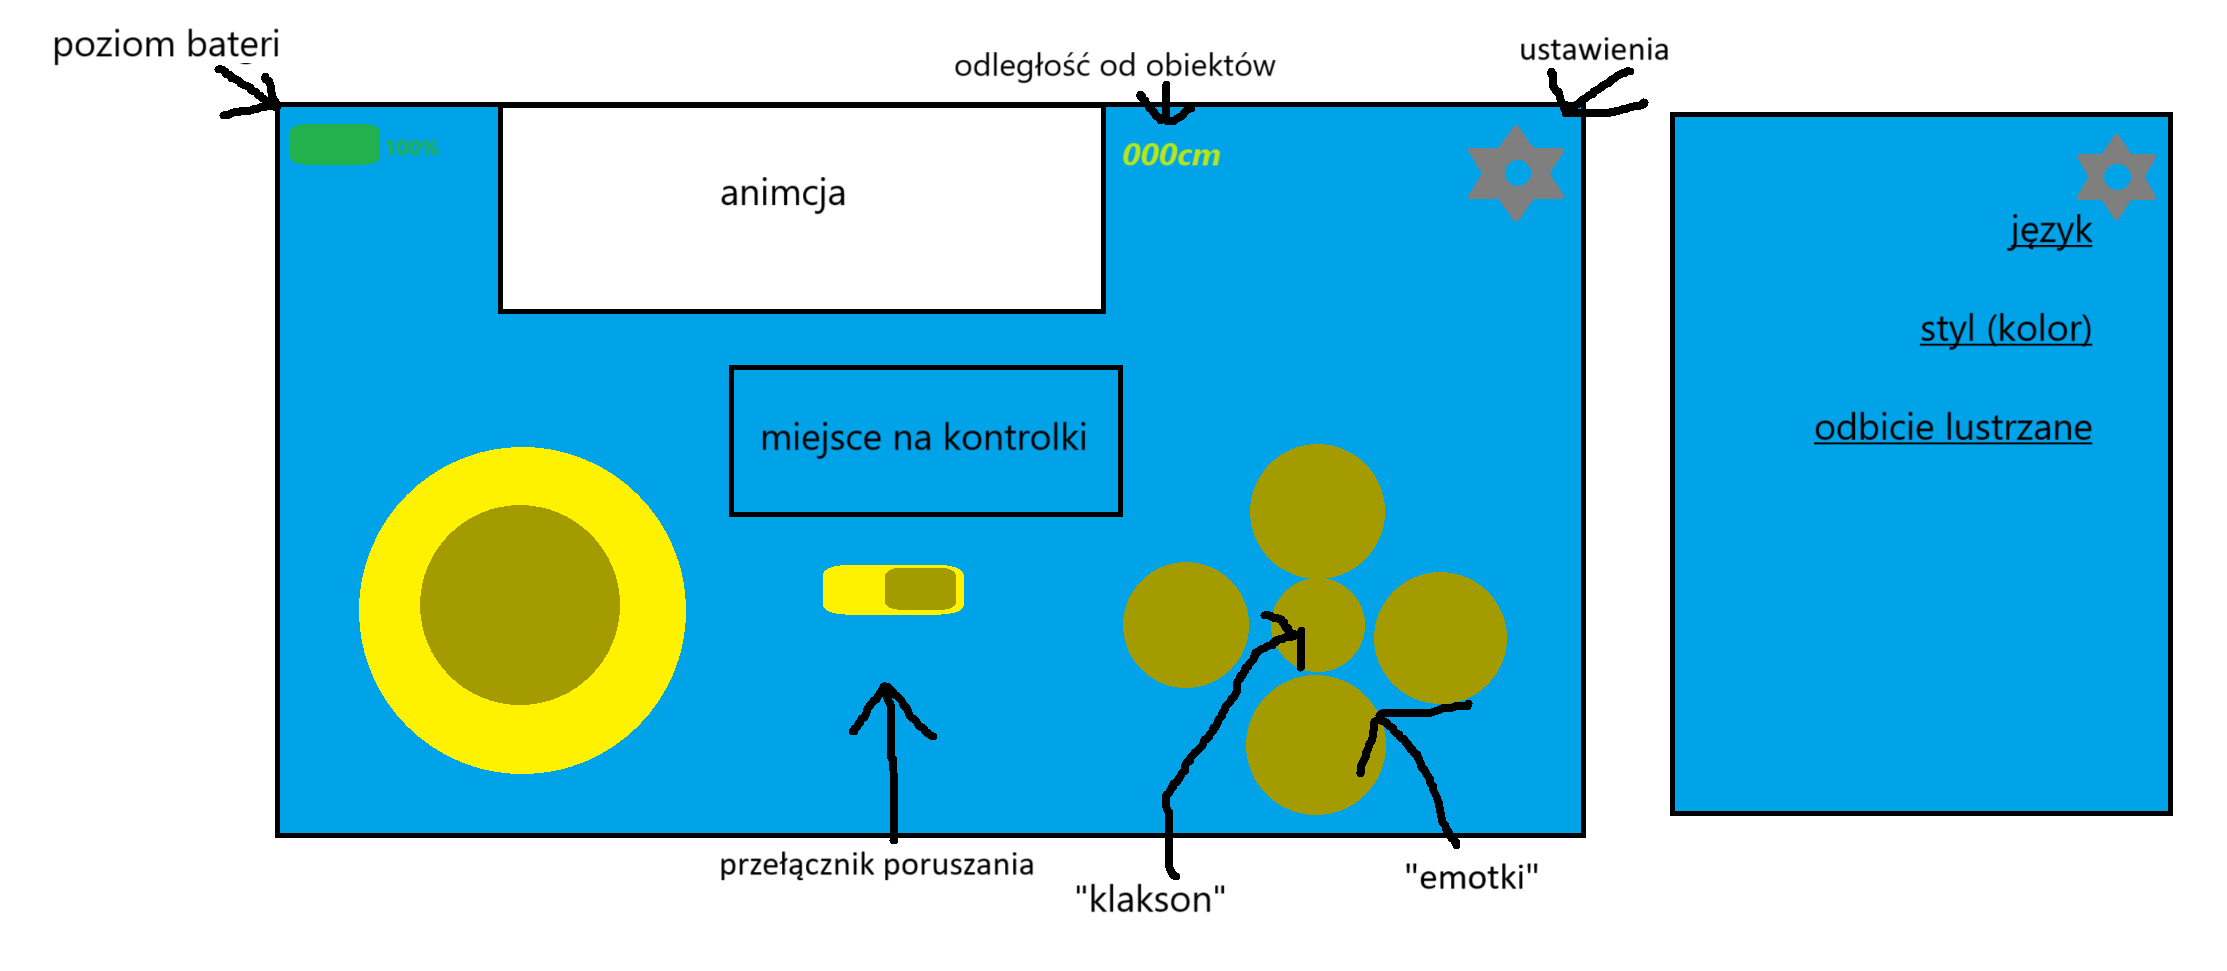 poziom bateri
odległość od obiektów
ustawienia
100%
animcja
000cm
język
styl (kolor)
odbicie lustrzane
miejsce na kontrolki
przełącznik poruszania
"klakson"
"emotki"